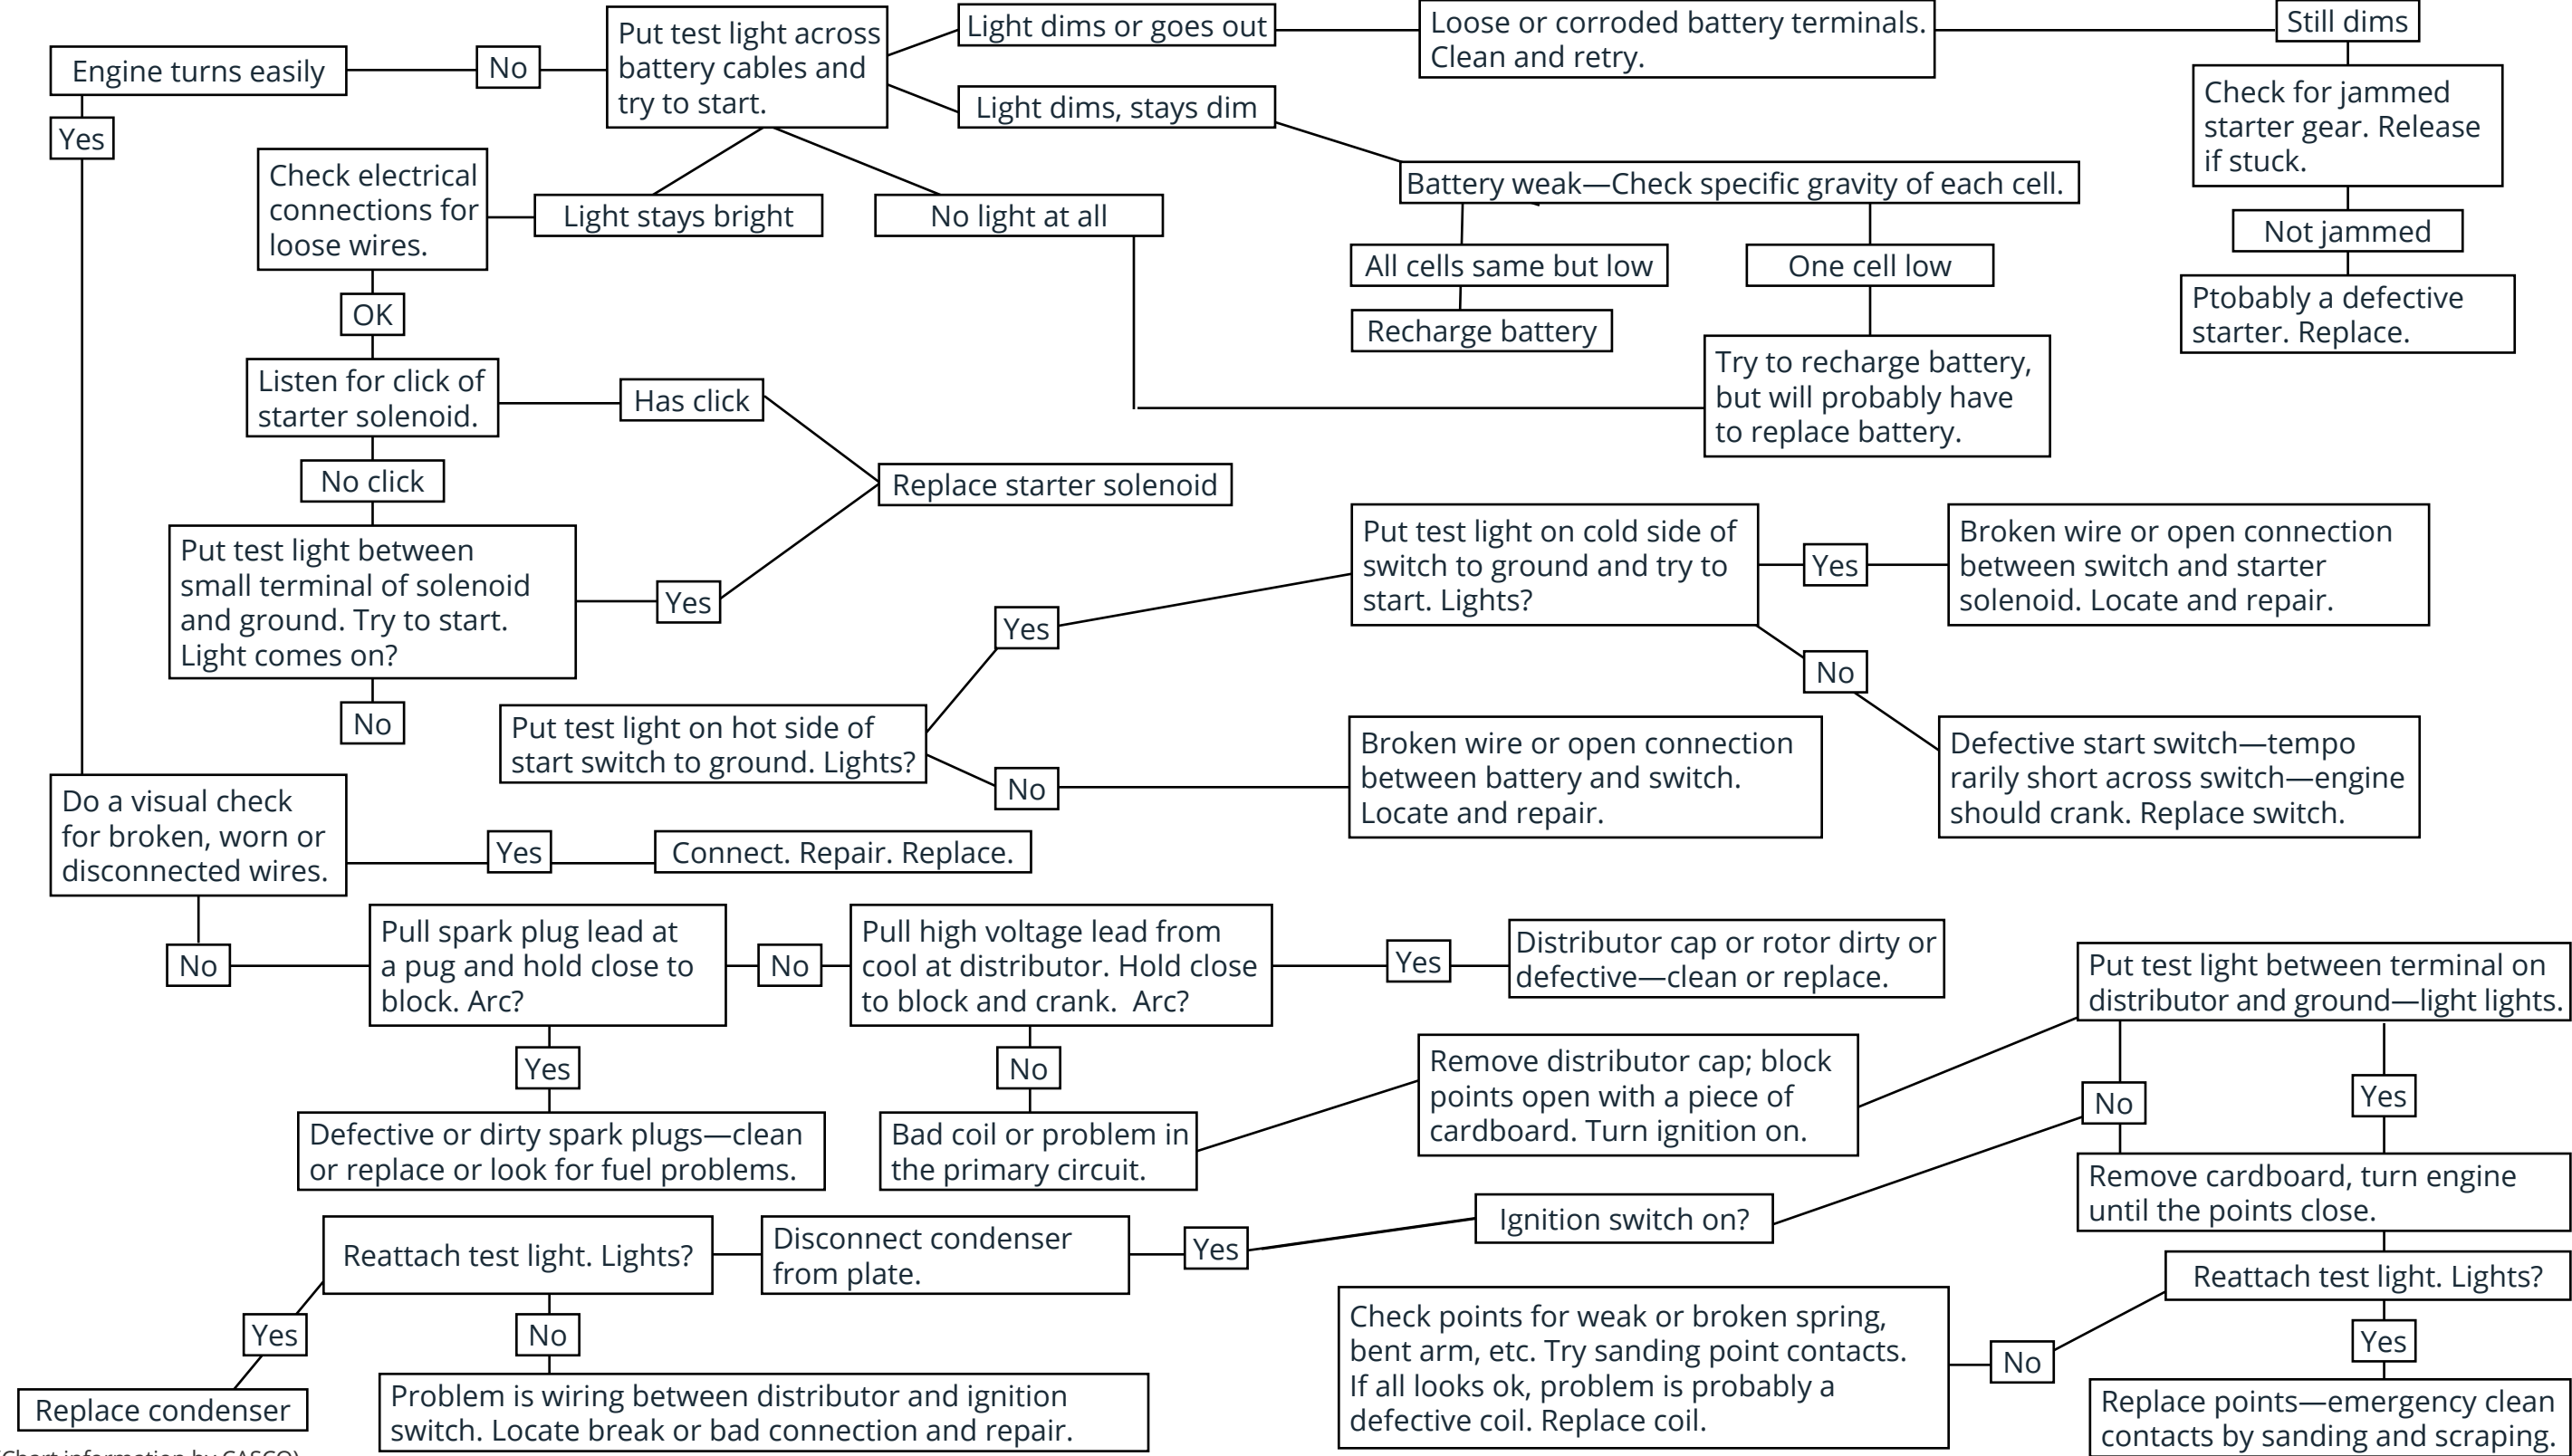 Engine turns easily
No
Put test light across
battery cables and
try to start.
Light dims or goes out
Loose or corroded battery terminals.
Clean and retry.
Still dims
Yes
Light dims, stays dim
Check for jammed
starter gear. Release
if stuck.
Check electrical
connections for
loose wires.
Light stays bright
No light at all
Battery weak—Check specific gravity of each cell.
Not jammed
All cells same but low
One cell low
OK
Recharge battery
Ptobably a defective
starter. Replace.
Try to recharge battery,
but will probably have
to replace battery.
Listen for click of
starter solenoid.
Has click
No click
Replace starter solenoid
Put test light between
small terminal of solenoid
and ground. Try to start.
Light comes on?
Yes
No
Put test light on hot side of
start switch to ground. Lights?
Yes
Put test light on cold side of
switch to ground and try to
start. Lights?
Yes
Broken wire or open connection
between switch and starter
solenoid. Locate and repair.
No
Defective start switch—tempo
rarily short across switch—engine
should crank. Replace switch.
No
Broken wire or open connection
between battery and switch.
Locate and repair.
Do a visual check
for broken, worn or
disconnected wires.
Yes
Connect. Repair. Replace.
No
Pull spark plug lead at
a pug and hold close to
block. Arc?
No
Pull high voltage lead from
cool at distributor. Hold close
to block and crank.  Arc?
Yes
Distributor cap or rotor dirty or
defective—clean or replace.
Put test light between terminal on
distributor and ground—light lights.
Yes
No
Remove distributor cap; block
points open with a piece of
cardboard. Turn ignition on.
No
Yes
Defective or dirty spark plugs—clean
or replace or look for fuel problems.
Bad coil or problem in
the primary circuit.
Remove cardboard, turn engine
until the points close.
Reattach test light. Lights?
Disconnect condenser
from plate.
Yes
Ignition switch on?
Reattach test light. Lights?
Yes
No
Check points for weak or broken spring,
bent arm, etc. Try sanding point contacts.
If all looks ok, problem is probably a
defective coil. Replace coil.
No
Yes
Replace condenser
Problem is wiring between distributor and ignition
switch. Locate break or bad connection and repair.
Replace points—emergency clean
contacts by sanding and scraping.
(Chart information by CASCO)